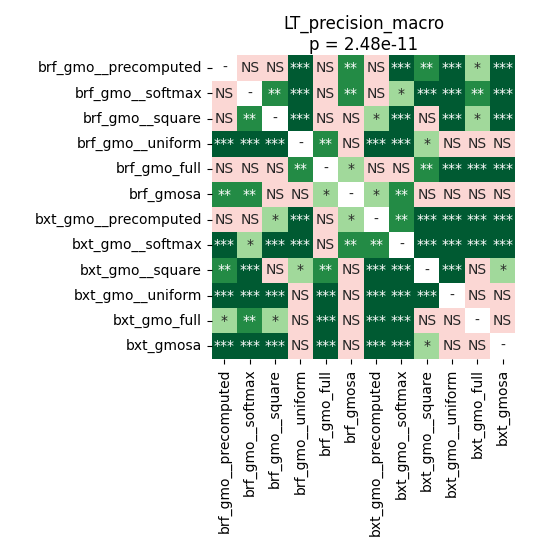 LT_precision_macro
p = 2.48e-11
brf_gmo__precomputed - NS NS *** NS ** NS *** ** *** * ***
brf_gmo__softmax NS - ** *** NS ** NS * *** *** ** ***
brf_gmo__square NS ** - *** NS NS * *** NS *** * ***
brf_gmo__uniform *** *** *** - ** NS *** *** * NS NS NS
brf_gmo_full NS NS NS ** - * NS NS ** *** *** ***
brf_gmosa ** ** NS NS * - * ** NS NS NS NS
bxt_gmo__precomputed NS NS * *** NS * - ** *** *** *** ***
bxt_gmo__softmax *** * *** *** NS ** ** - *** *** *** ***
bxt_gmo__square ** *** NS * ** NS *** *** - *** NS *
bxt_gmo__uniform *** *** *** NS *** NS *** *** *** - NS NS
bxt_gmo_full * ** * NS *** NS *** *** NS NS - NS
bxt_gmosa *** *** *** NS *** NS *** *** * NS NS -
brf_gmo__precomputed
brf_gmo__softmax
brf_gmo__square
brf_gmo__uniform
brf_gmo_full
brf_gmosa
bxt_gmo__precomputed
bxt_gmo__softmax
bxt_gmo__square
bxt_gmo__uniform
bxt_gmo_full
bxt_gmosa